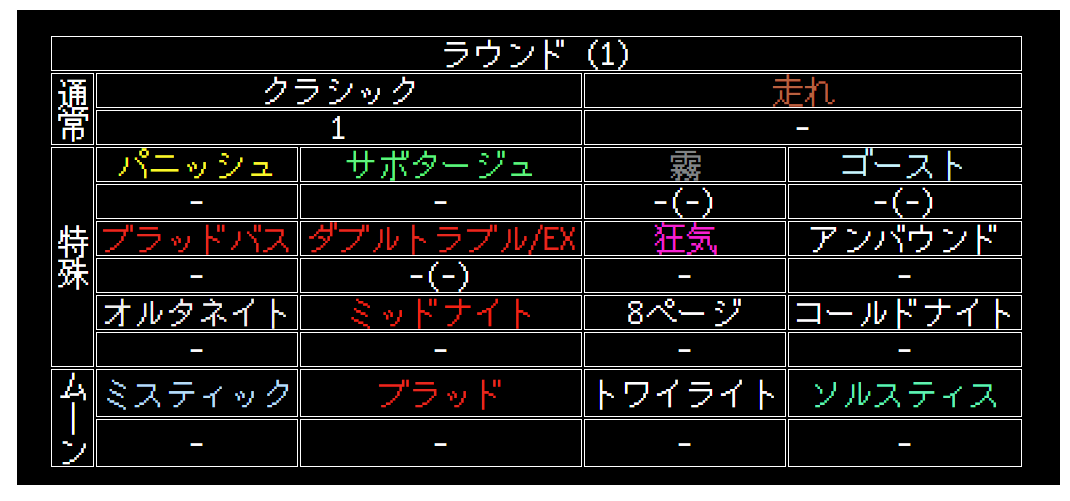 ラウンド (1)
通常 クラシック 走れ
1 -
特殊 パニッシュ サボタージュ 霧 ゴースト
- - -(-) -(-)
ブラッドバス ダブルトラブル/EX 狂気 アンバウンド
- -(-) - -
オルタネイト ミッドナイト 8ページ コールドナイト
- - - -
ムーン ミスティック ブラッド トワイライト ソルスティス
- - - -